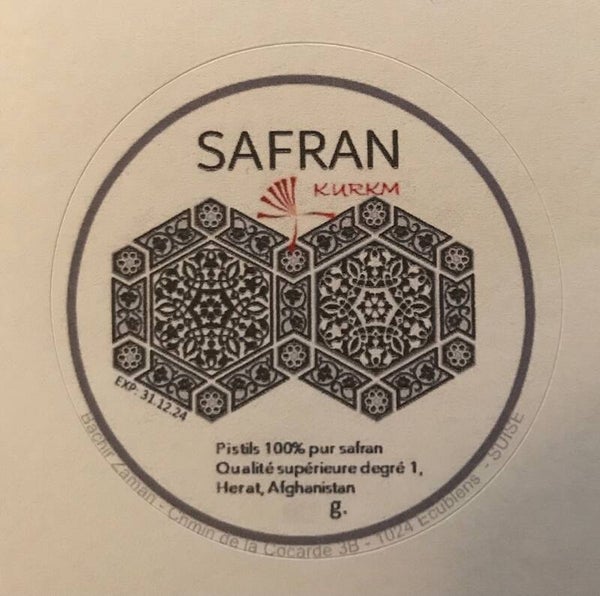 SAFRAN
KURKM
EXP: 31.12.24
Pistils 100% pur safran
Qualité supérieure degré 1,
Herat, Afghanistan
g.
Bachir Zaman - Chmin de la Cocarde 3B - 1024 Ecublens - SUISE